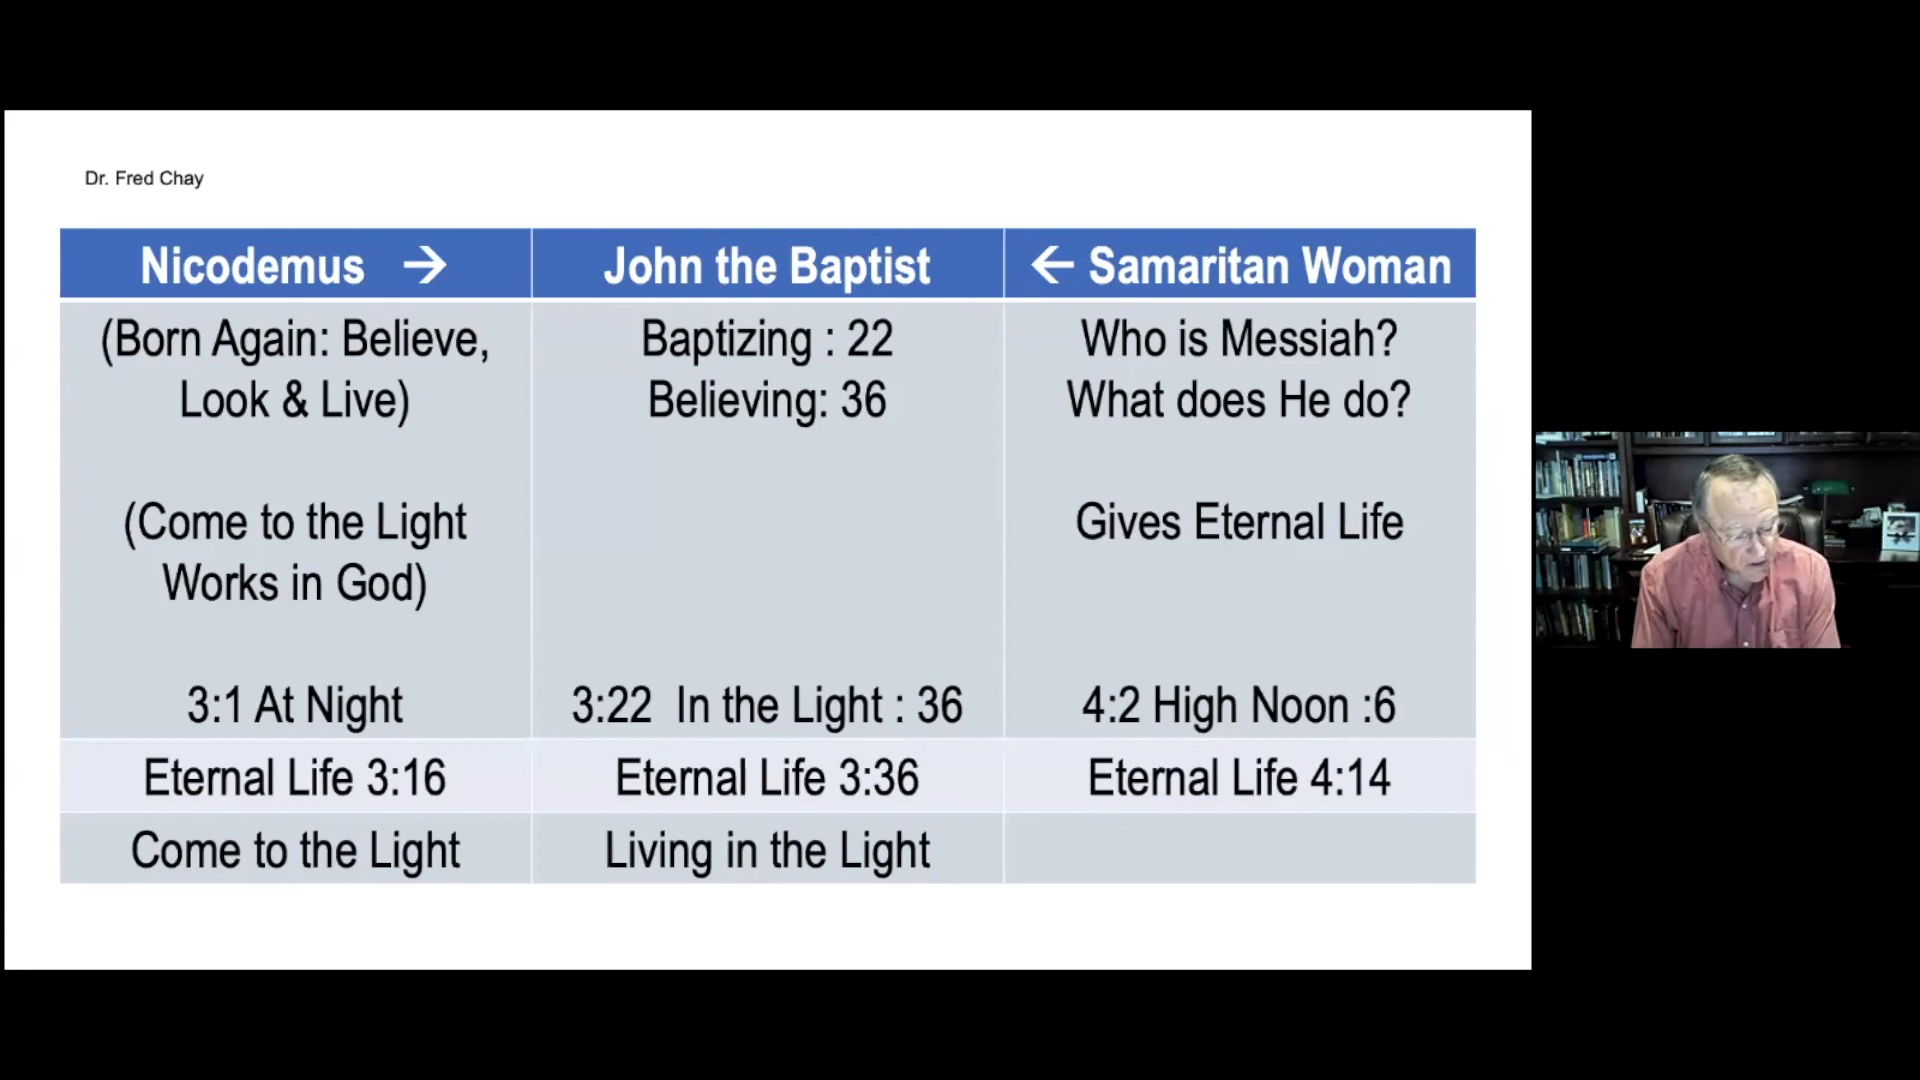 Dr. Fred Chay
Nicodemus →
John the Baptist
← Samaritan Woman
(Born Again: Believe,
Look & Live)
(Come to the Light
Works in God)
3:1 At Night
Baptizing : 22
Believing: 36
3:22 In the Light : 36
Who is Messiah?
What does He do?
Gives Eternal Life
4:2 High Noon :6
Eternal Life 3:16
Eternal Life 3:36
Eternal Life 4:14
Come to the Light
Living in the Light